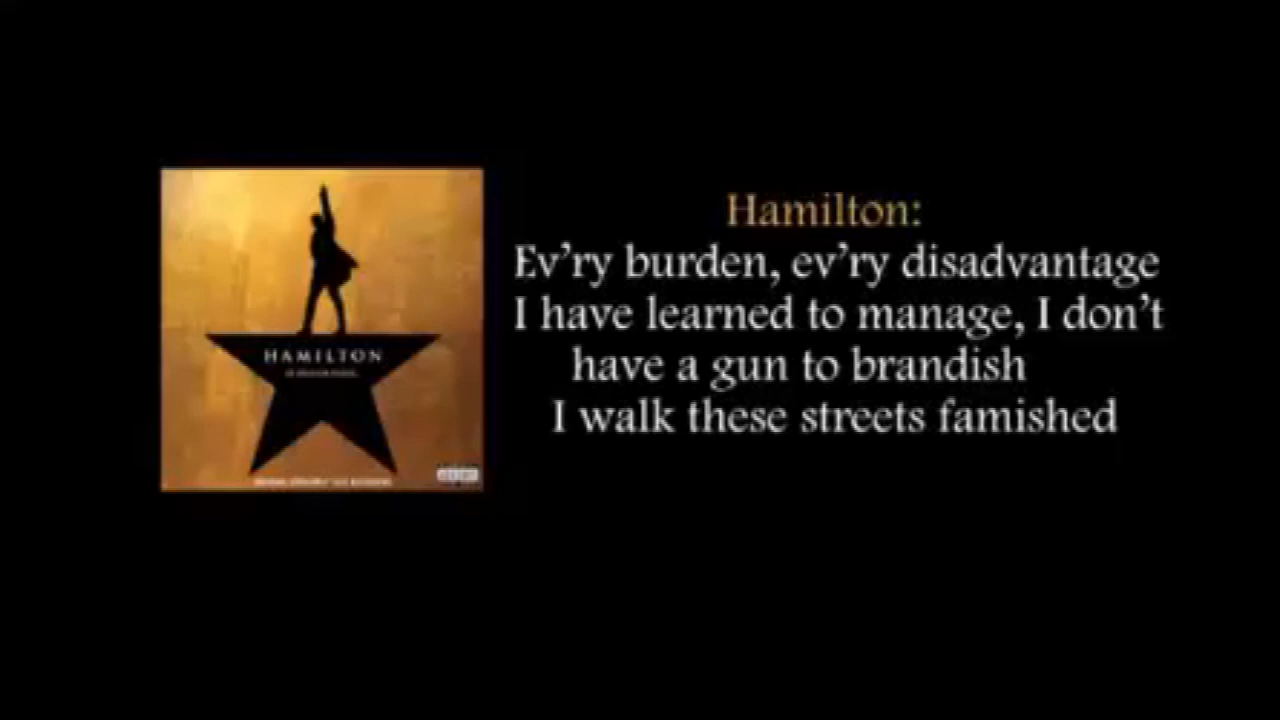 Hamilton:
Ev’ry burden, ev’ry disadvantage
I have learned to manage, I don’t
have a gun to brandish
I walk these streets famished
HAMILTON